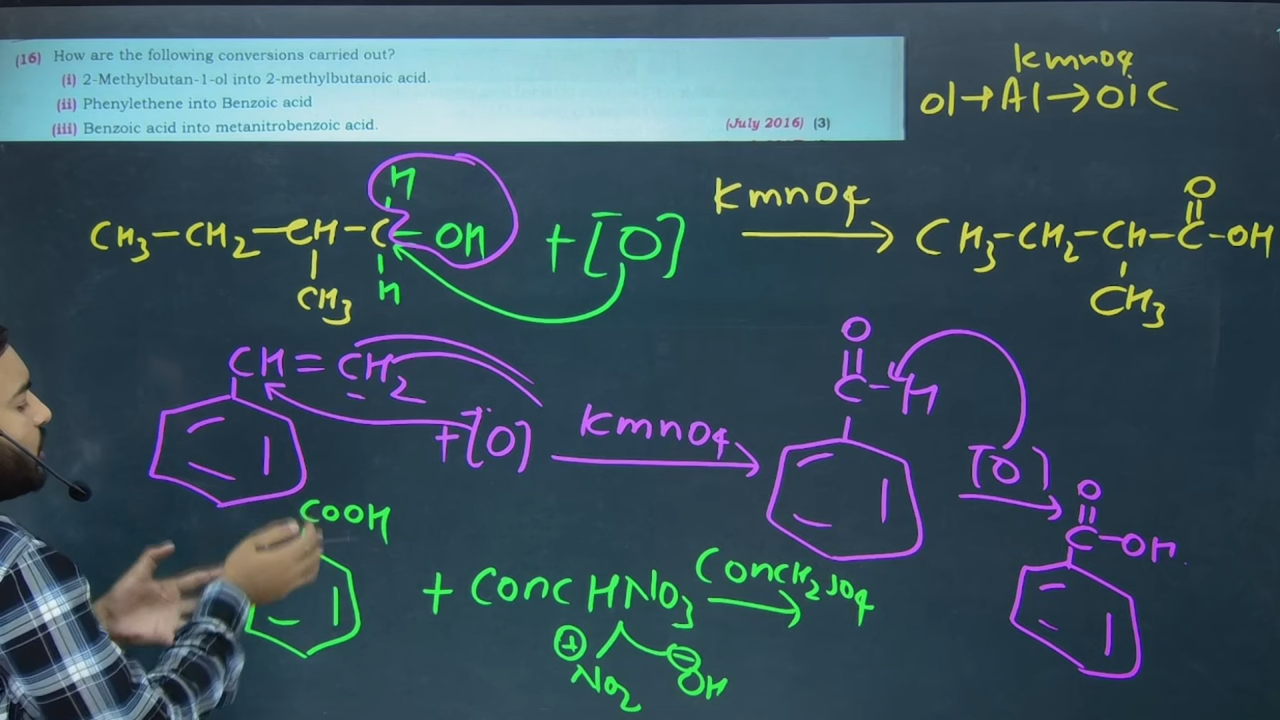 (16) How are the following conversions carried out?
(i) 2-Methylbutan-1-ol into 2-methylbutanoic acid.
(ii) Phenylethene into Benzoic acid
(iii) Benzoic acid into metanitrobenzoic acid.
(July 2016) (3)
kmnO4
Ol→Al→OiC
H
CH3-CH2-CH-C-OH +[O]
CH3 H
KmnO4
O
CH3-CH2-CH-C-OH
CH3
CH=CH2
+[O] KmnO4
O
C-H
[O]
O
C-OH
COOH
+ Conc HNO3 Conc H2SO4
⊕ ⊖
NO2 OH